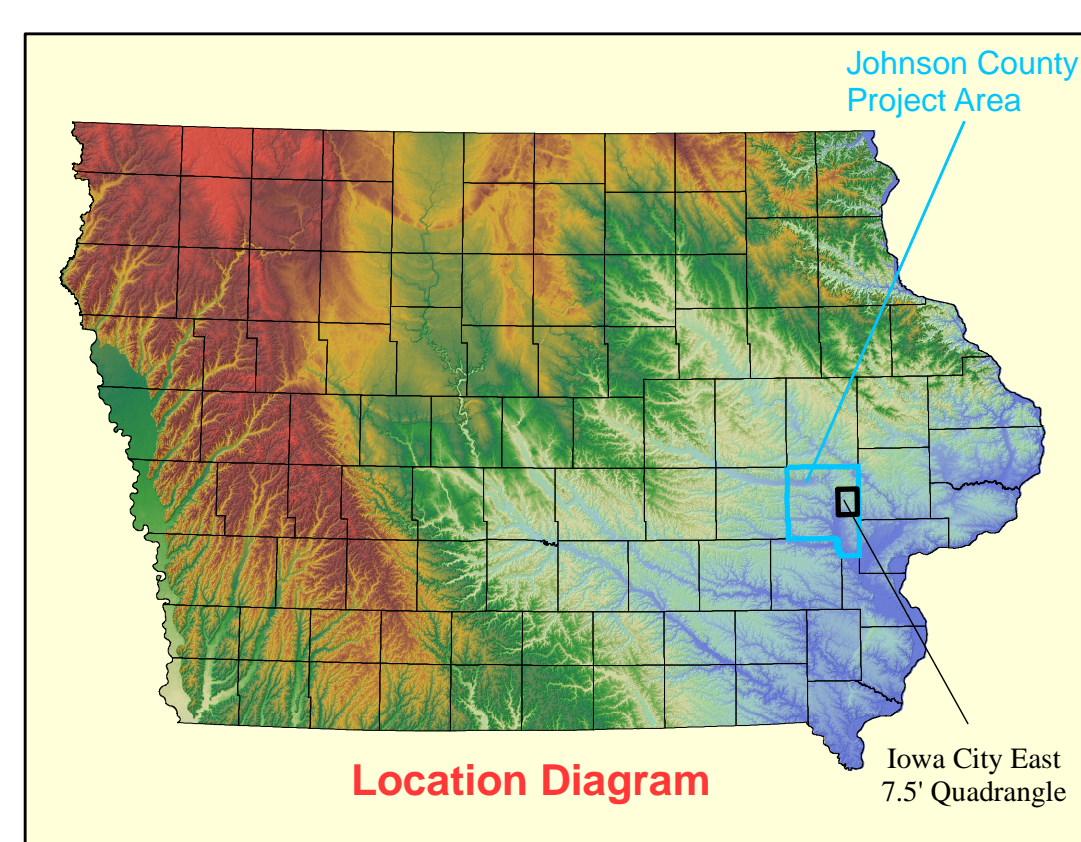 Johnson County
Project Area
Location Diagram
Iowa City East
7.5' Quadrangle